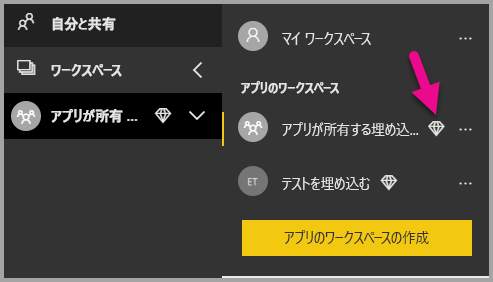 自分と共有
ワークスペース
アプリが所有 ...
マイ ワークスペース
アプリのワークスペース
アプリが所有する埋め込...
ET
テストを埋め込む
アプリのワークスペースの作成